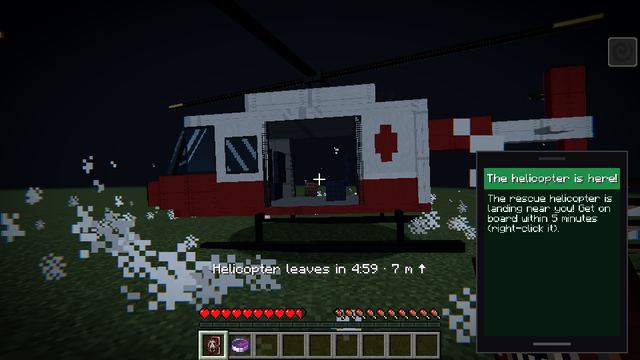 The helicopter is here!
The rescue helicopter is
landing near you! Get on
board within 5 minutes
(right-click it).
Helicopter leaves in 4:59 · 7 m ↑